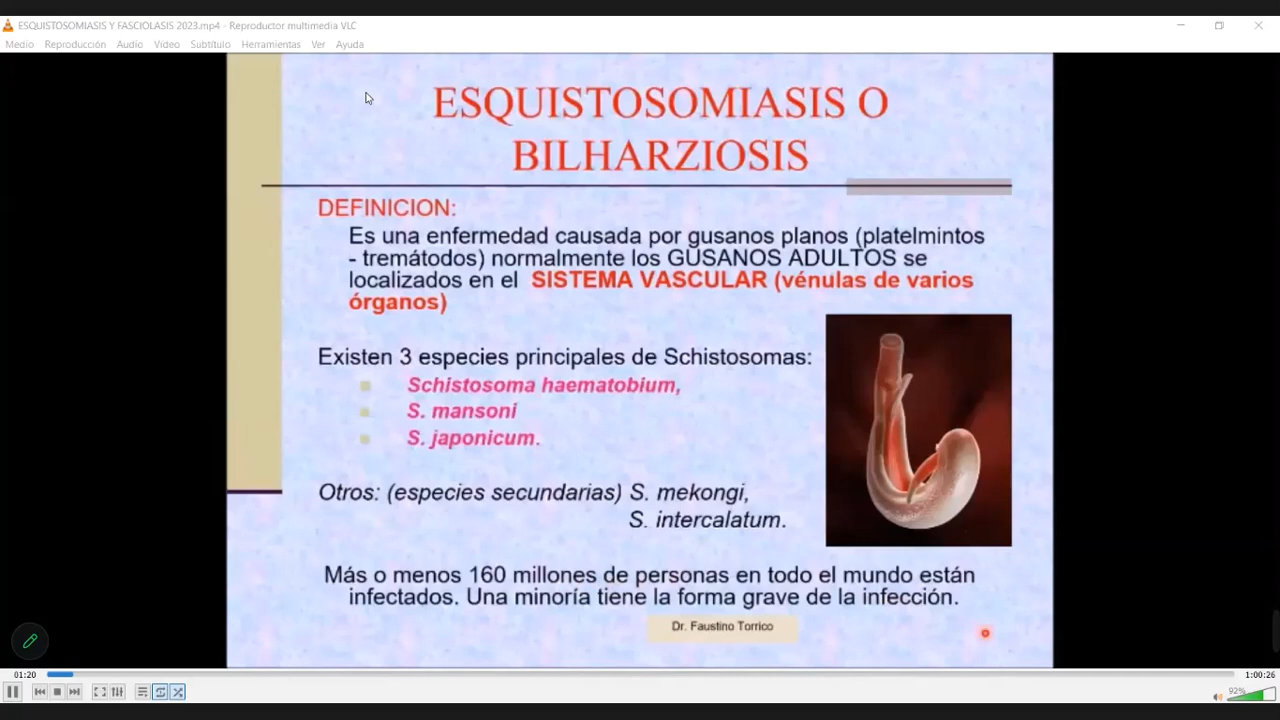 ESQUISTOSOMIASIS Y FASCIOLASIS 2023.mp4 - Reproductor multimedia VLC
Medio Reproducción Audio Vídeo Subtítulo Herramientas Ver Ayuda
ESQUISTOSOMIASIS O
BILHARZIOSIS
DEFINICION:
Es una enfermedad causada por gusanos planos (platelmintos
- tremátodos) normalmente los GUSANOS ADULTOS se
localizados en el SISTEMA VASCULAR (vénulas de varios
órganos)
Existen 3 especies principales de Schistosomas:
Schistosoma haematobium,
S. mansoni
S. japonicum.
Otros: (especies secundarias) S. mekongi,
S. intercalatum.
Más o menos 160 millones de personas en todo el mundo están
infectados. Una minoría tiene la forma grave de la infección.
Dr. Faustino Torrico
01:20 1:00:26
92%